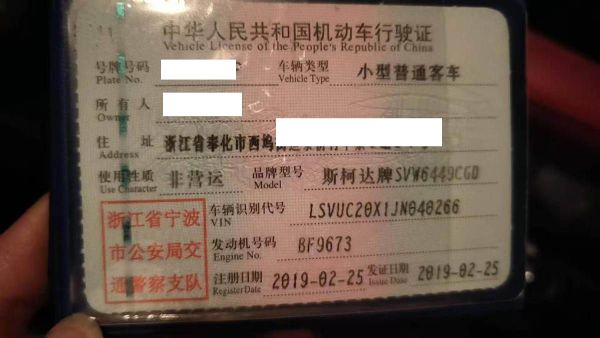 中华人民共和国机动车行驶证
Vehicle License of the People's Republic of China
号牌号码 车辆类型 小型普通客车
Plate No. Vehicle Type
所有人
Owner
住址 浙江省奉化市西坞
Address
使用性质 非营运 品牌型号 斯柯达牌SVW6449CGD
Use Character Model
浙江省宁波
市公安局交
通警察支队
车辆识别代号 LSVUC20X1JN048266
VIN
发动机号码 BF9673
Engine No.
注册日期 2019-02-25 发证日期 2019-02-25
Register Date Issue Date